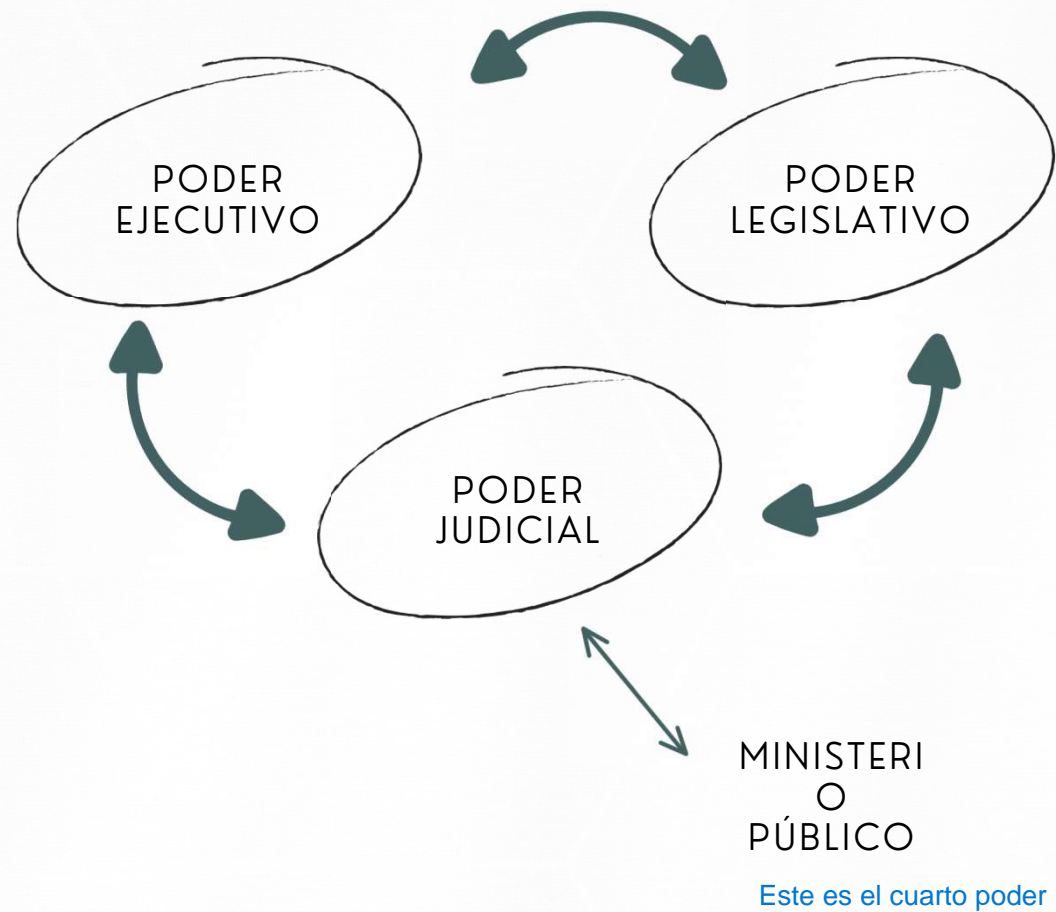 PODER
EJECUTIVO
PODER
LEGISLATIVO
PODER
JUDICIAL
MINISTERI
O
PÚBLICO
Este es el cuarto poder